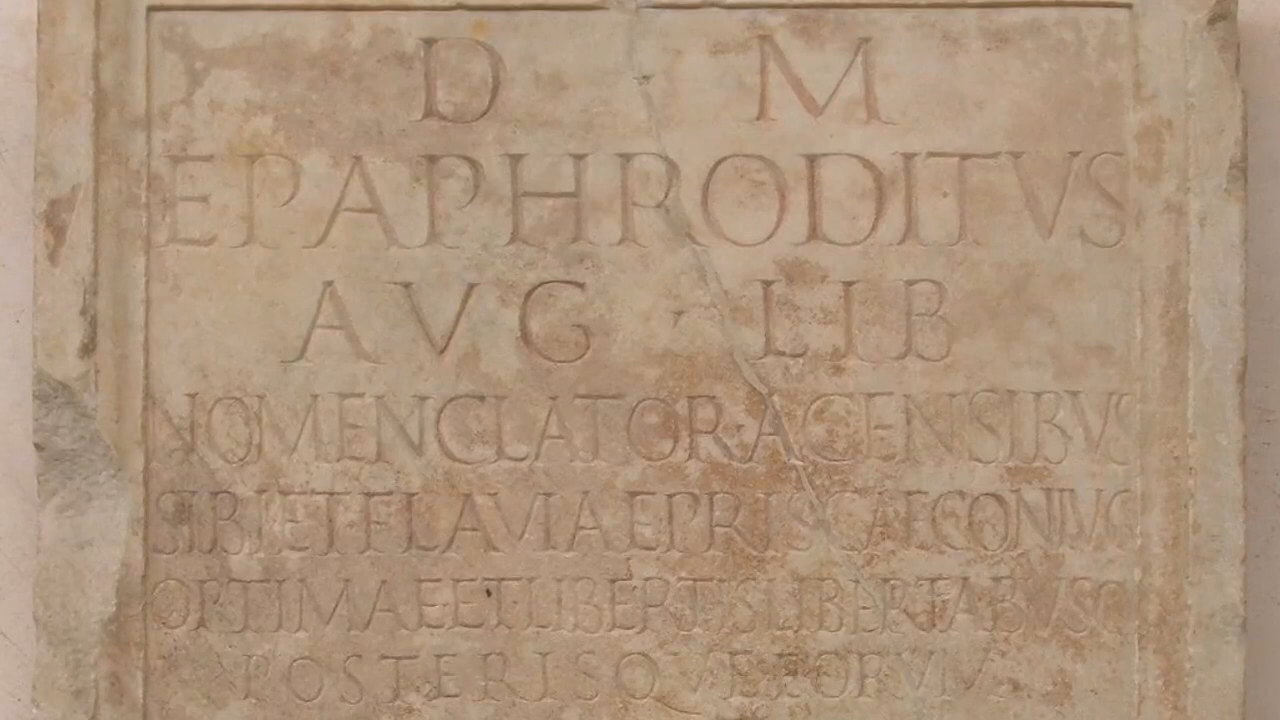 D M
EPAPHRODITVS
AVG LIB
NOMENCLATOR A CENSIBVS
SIBI ET FLAVIAE PRISCAE CONIVG
OPTIMAE ET LIBERTIS LIBERTABVSQ
POSTERISQVE EORVM